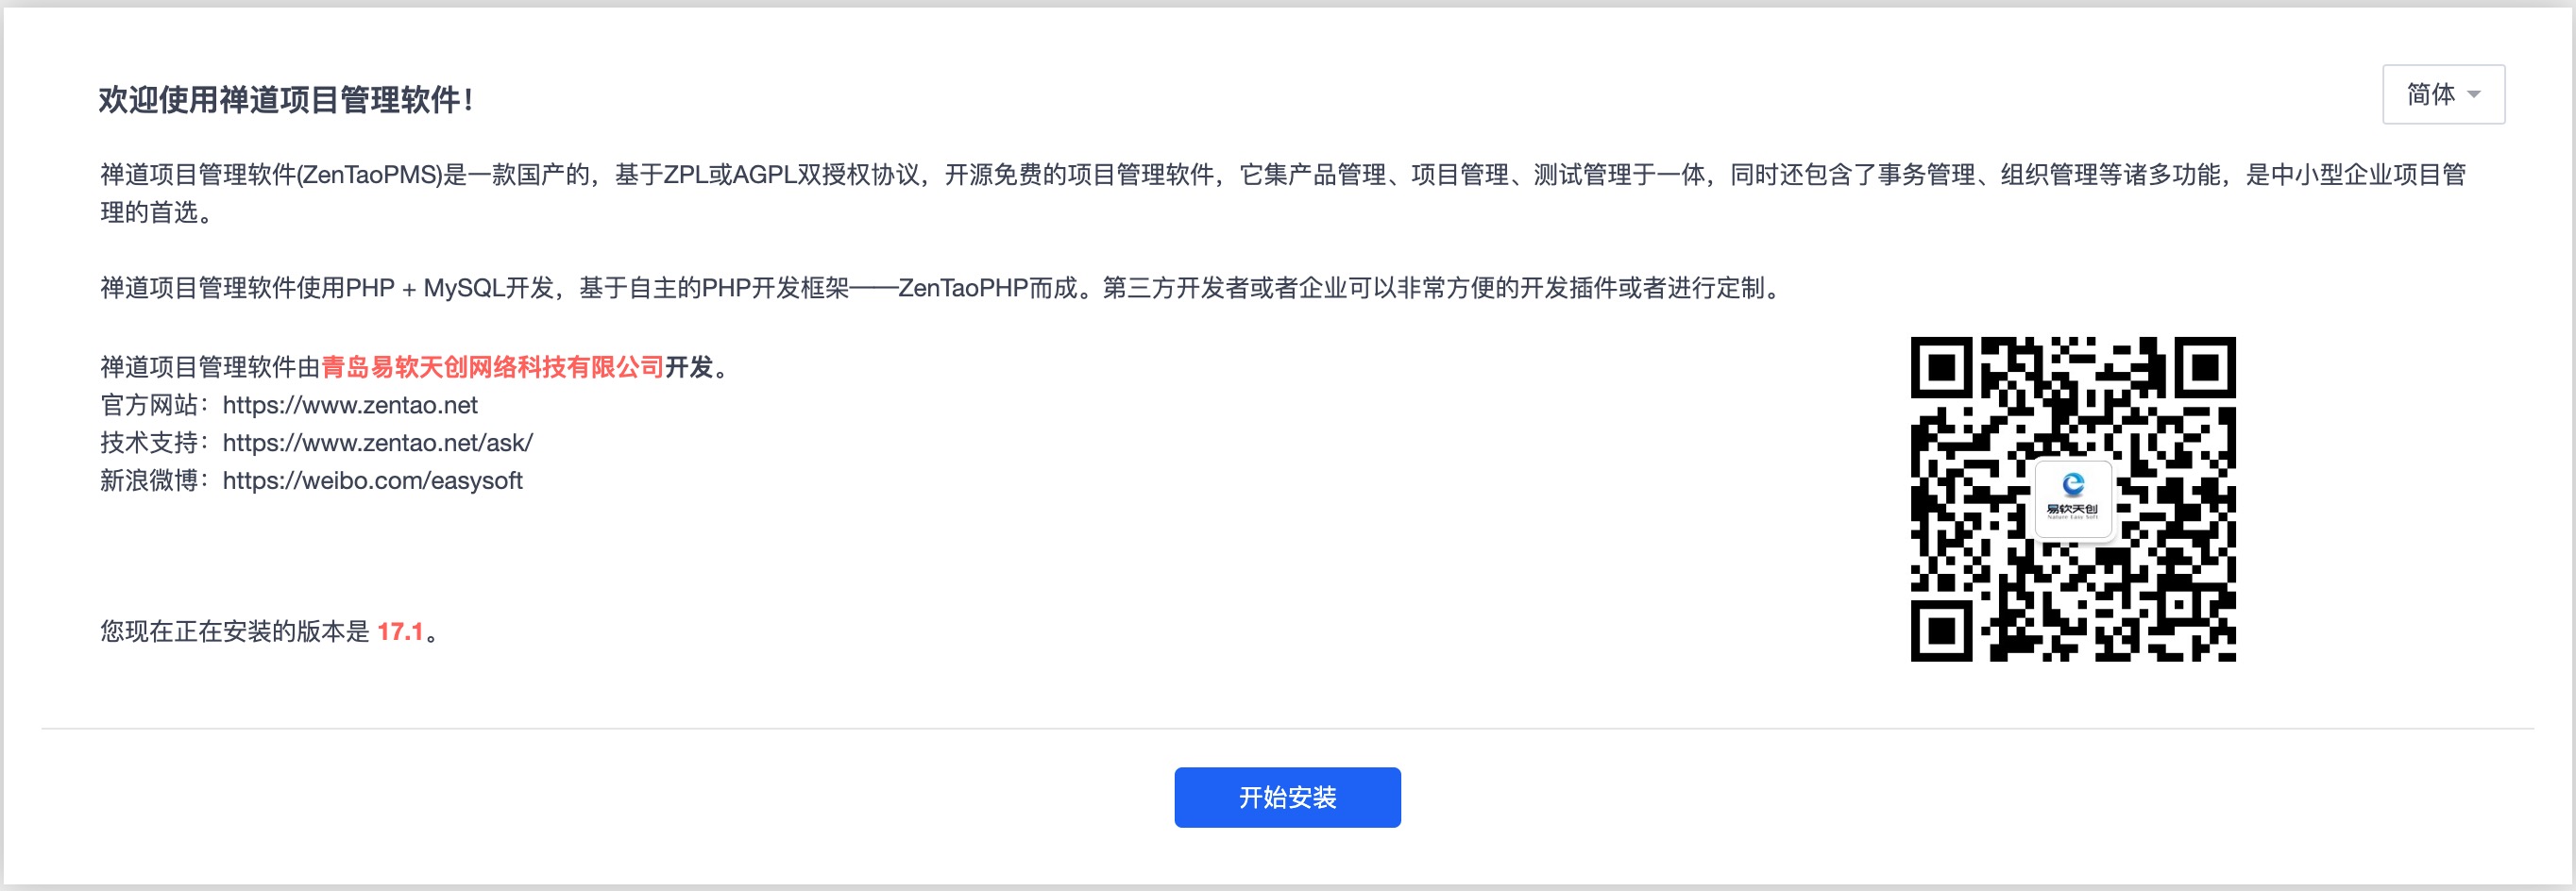 欢迎使用禅道项目管理软件！
简体
禅道项目管理软件(ZenTaoPMS)是一款国产的，基于ZPL或AGPL双授权协议，开源免费的项目管理软件，它集产品管理、项目管理、测试管理于一体，同时还包含了事务管理、组织管理等诸多功能，是中小型企业项目管
理的首选。
禅道项目管理软件使用PHP + MySQL开发，基于自主的PHP开发框架——ZenTaoPHP而成。第三方开发者或者企业可以非常方便的开发插件或者进行定制。
禅道项目管理软件由青岛易软天创网络科技有限公司开发。
官方网站：https://www.zentao.net
技术支持：https://www.zentao.net/ask/
新浪微博：https://weibo.com/easysoft
易软天创
Nature Easy Soft
您现在正在安装的版本是 17.1。
开始安装